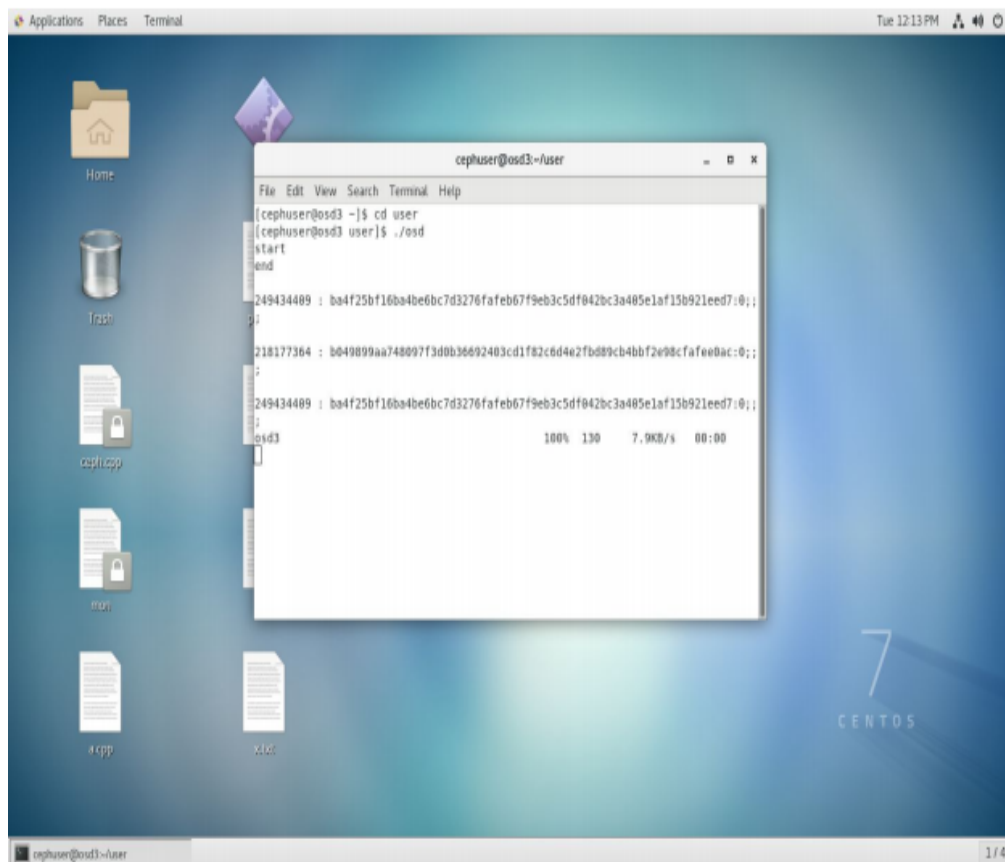 Applications Places Terminal
Tue 12:13 PM
Home
Trash
ceph.cpp
mon
a.cpp
x.txt
cephuser@osd3:~/user
File Edit View Search Terminal Help
[cephuser@osd3 ~]$ cd user
[cephuser@osd3 user]$ ./osd
start
end
249434409 : ba4f25bf16ba4be6bc7d3276fafeb67f9eb3c5df042bc3a405e1af15b921eed7:0;;
;
218177364 : b049899aa748097f3d0b36692403cd1f82c6d4e2fbd89cb4bbf2e98cfafee0ac:0;;
;
249434409 : ba4f25bf16ba4be6bc7d3276fafeb67f9eb3c5df042bc3a405e1af15b921eed7:0;;
;
osd3 100% 130 7.9KB/s 00:00
7
CENTOS
cephuser@osd3:~/user
1 / 4